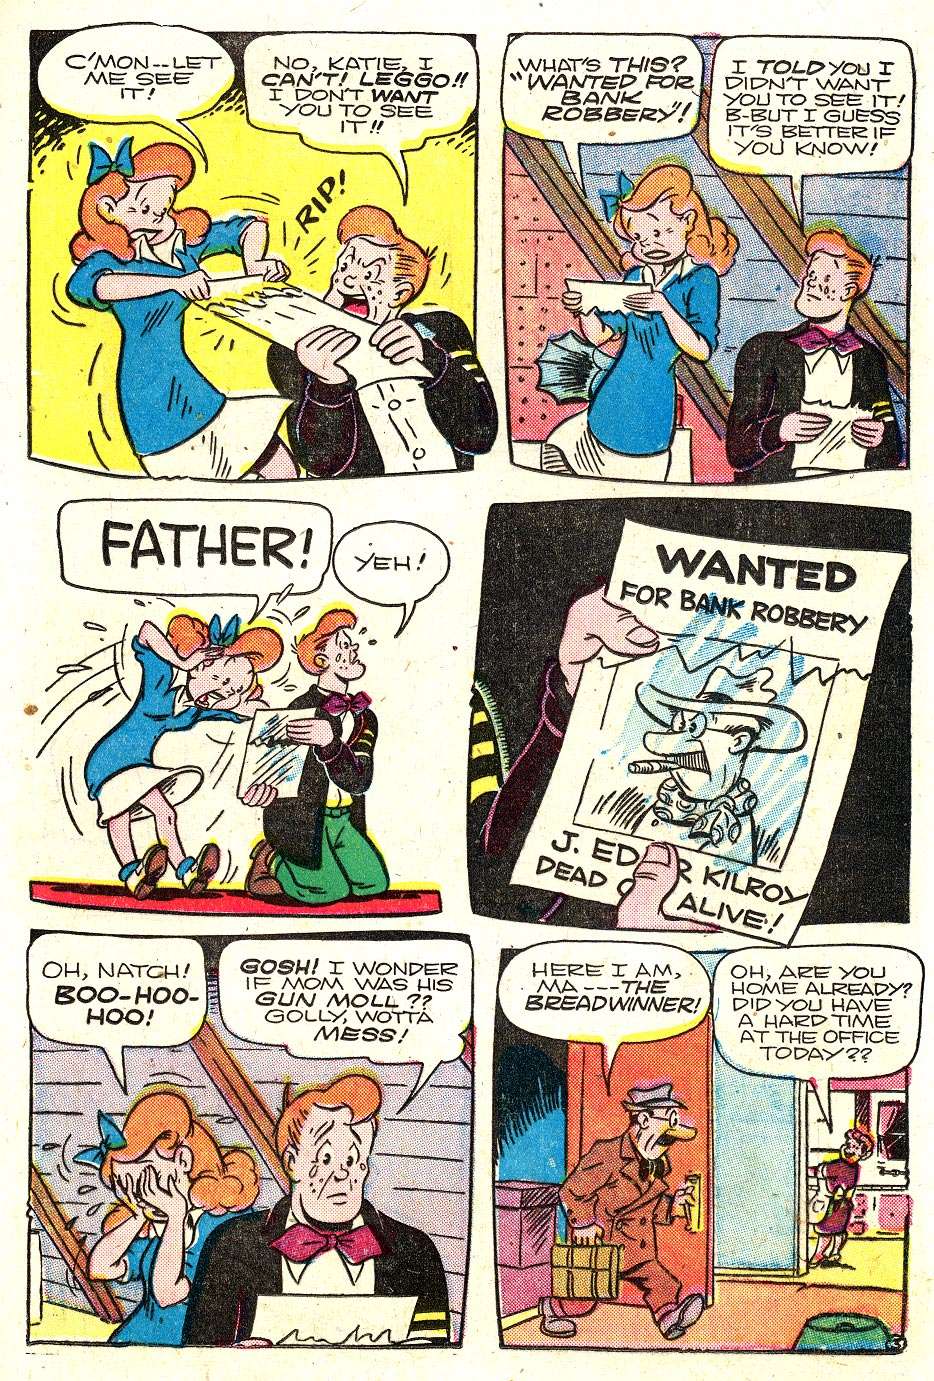 C'MON--LET
ME SEE
IT!
NO, KATIE, I
CAN'T! LEGGO!!
I DON'T WANT
YOU TO SEE
IT!!
RIP!
WHAT'S THIS?
"WANTED FOR
BANK
ROBBERY"!
I TOLD YOU I
DIDN'T WANT
YOU TO SEE IT!
B-BUT I GUESS
IT'S BETTER IF
YOU KNOW!
FATHER!
YEH!
WANTED
FOR BANK ROBBERY
J. ED R KILROY
DEAD O ALIVE!
OH, NATCH!
BOO-HOO-
HOO!
GOSH! I WONDER
IF MOM WAS HIS
GUN MOLL??
GOLLY, WOTTA
MESS!
HERE I AM,
MA---THE
BREADWINNER!
OH, ARE YOU
HOME ALREADY?
DID YOU HAVE
A HARD TIME
AT THE OFFICE
TODAY??